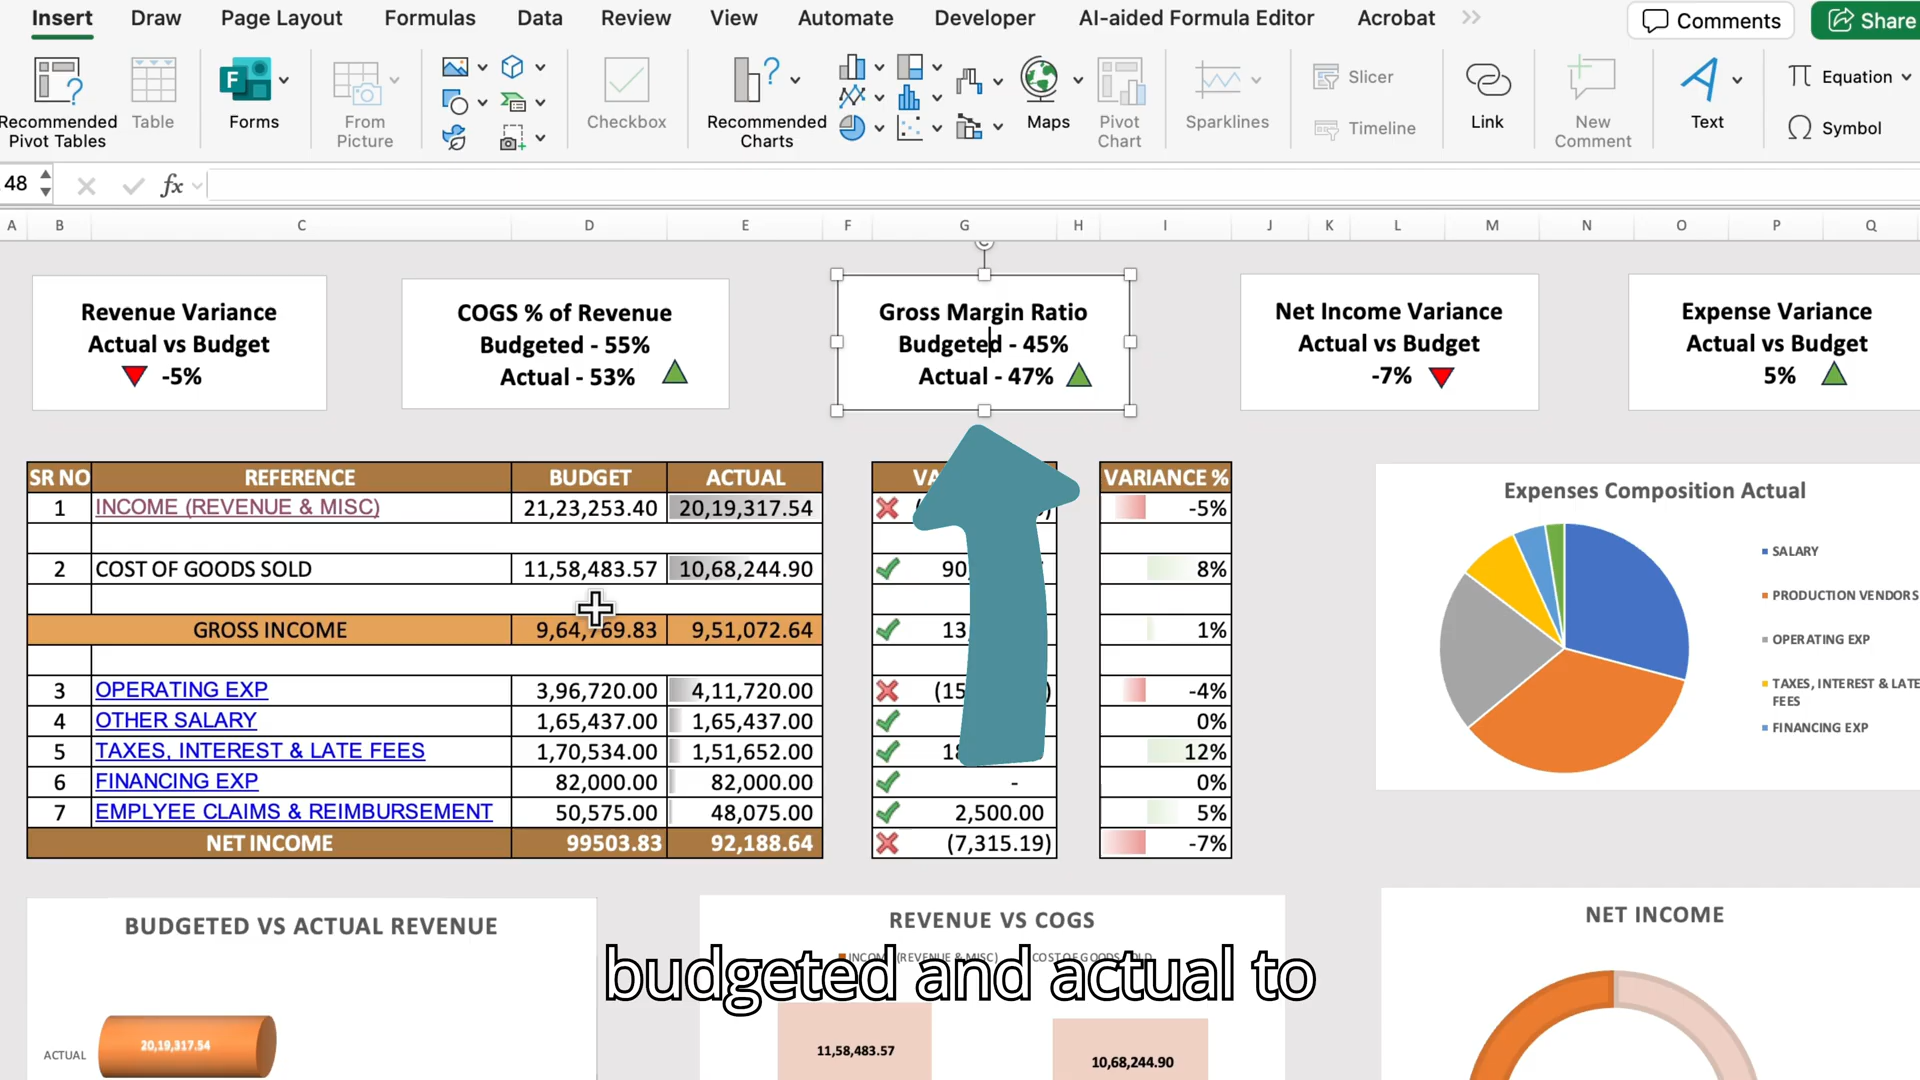 Insert
Draw
Page Layout
Formulas
Data
Review
View
Automate
Developer
AI-aided Formula Editor
Acrobat
Comments
Share
Recommended
Pivot Tables
Table
Forms
From
Picture
Checkbox
Recommended
Charts
Maps
Pivot
Chart
Sparklines
Slicer
Timeline
Link
New
Comment
Text
Equation
Symbol
48
fx
A B C D E F G H I J K L M N O P Q
Revenue Variance
Actual vs Budget
-5%
COGS % of Revenue
Budgeted - 55%
Actual - 53%
Gross Margin Ratio
Budgeted - 45%
Actual - 47%
Net Income Variance
Actual vs Budget
-7%
Expense Variance
Actual vs Budget
5%
SR NO REFERENCE BUDGET ACTUAL VARIANCE %
1 INCOME (REVENUE & MISC) 21,23,253.40 20,19,317.54 -5%
2 COST OF GOODS SOLD 11,58,483.57 10,68,244.90 8%
GROSS INCOME 9,64,769.83 9,51,072.64 1%
3 OPERATING EXP 3,96,720.00 4,11,720.00 -4%
4 OTHER SALARY 1,65,437.00 1,65,437.00 0%
5 TAXES, INTEREST & LATE FEES 1,70,534.00 1,51,652.00 12%
6 FINANCING EXP 82,000.00 82,000.00 - 0%
7 EMPLYEE CLAIMS & REIMBURSEMENT 50,575.00 48,075.00 2,500.00 5%
NET INCOME 99503.83 92,188.64 (7,315.19) -7%
Expenses Composition Actual
SALARY
PRODUCTION VENDORS
OPERATING EXP
TAXES, INTEREST & LATE
FEES
FINANCING EXP
BUDGETED VS ACTUAL REVENUE
ACTUAL
20,19,317.54
REVENUE VS COGS
INCOME (REVENUE & MISC)
11,58,483.57
10,68,244.90
NET INCOME
budgeted and actual to